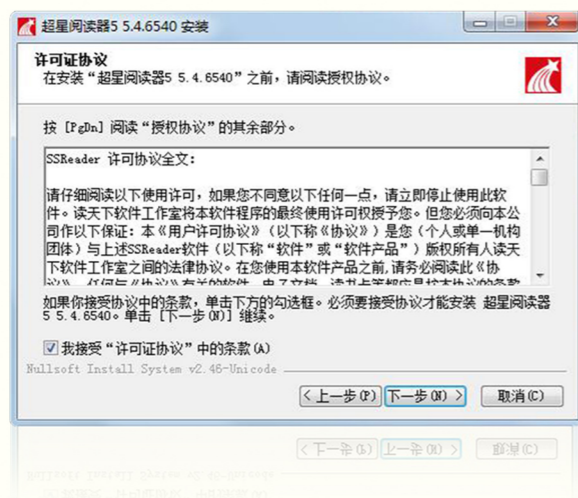 超星阅读器5 5.4.6540 安装
许可证协议
在安装“超星阅读器5 5.4.6540”之前，请阅读授权协议。
按 [PgDn] 阅读“授权协议”的其余部分。
SSReader 许可协议全文：
请仔细阅读以下使用许可，如果您不同意以下任何一点，请立即停止使用此软
件。读天下软件工作室将本软件程序的最终使用许可权授予您。但您必须向本公
司作以下保证：本《用户许可协议》（以下称《协议》）是您（个人或单一机构
团体）与上述SSReader软件（以下称“软件”或“软件产品”）版权所有人读天
下软件工作室之间的法律协议。在您使用本软件产品之前,请务必阅读此《协
如果你接受协议中的条款，单击下方的勾选框。必须要接受协议才能安装 超星阅读器
5 5.4.6540。单击 [下一步(N)] 继续。
我接受“许可证协议”中的条款(A)
Nullsoft Install System v2.46-Unicode
< 上一步(P) 下一步(N) > 取消(C)